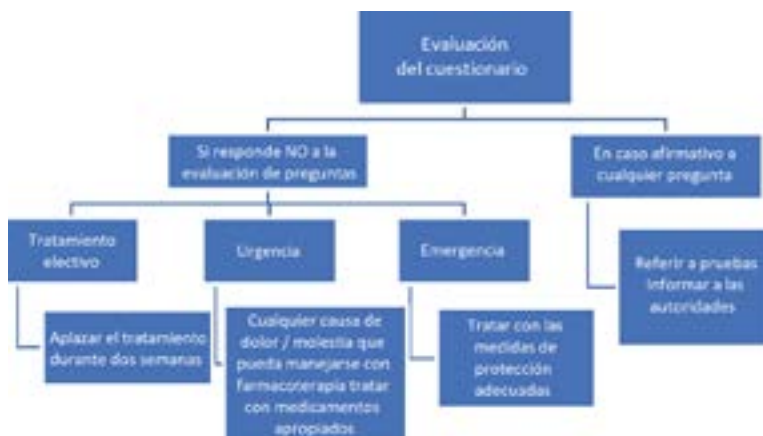 Evaluación
del cuestionario
Si responde NO a la
evaluación de preguntas
En caso afirmativo a
cualquier pregunta
Tratamiento
electivo
Urgencia
Emergencia
Referir a pruebas
Informar a las
autoridades
Aplazar el tratamiento
durante dos semanas
Cualquier causa de
dolor / molestia que
pueda manejarse con
farmacoterapia tratar
con medicamentos
apropiados
Tratar con las
medidas de
protección
adecuadas